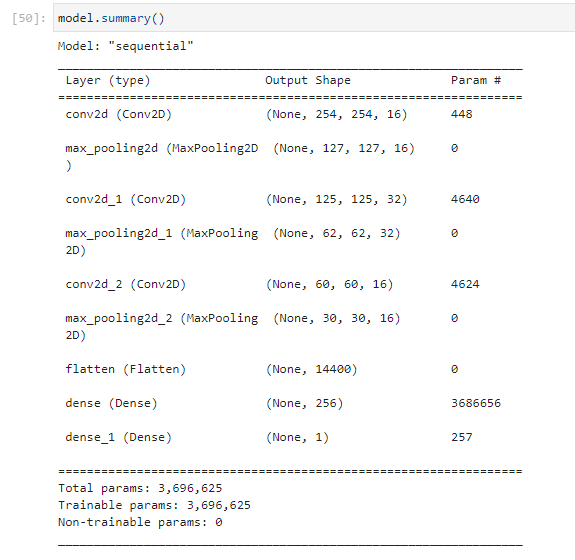 [50]: model.summary()
Model: "sequential"
_________________________________________________________________
Layer (type)                Output Shape              Param #
=================================================================
conv2d (Conv2D)             (None, 254, 254, 16)      448
max_pooling2d (MaxPooling2D  (None, 127, 127, 16)     0
)
conv2d_1 (Conv2D)           (None, 125, 125, 32)      4640
max_pooling2d_1 (MaxPooling  (None, 62, 62, 32)       0
2D)
conv2d_2 (Conv2D)           (None, 60, 60, 16)        4624
max_pooling2d_2 (MaxPooling  (None, 30, 30, 16)       0
2D)
flatten (Flatten)           (None, 14400)             0
dense (Dense)               (None, 256)               3686656
dense_1 (Dense)             (None, 1)                 257
=================================================================
Total params: 3,696,625
Trainable params: 3,696,625
Non-trainable params: 0
_________________________________________________________________